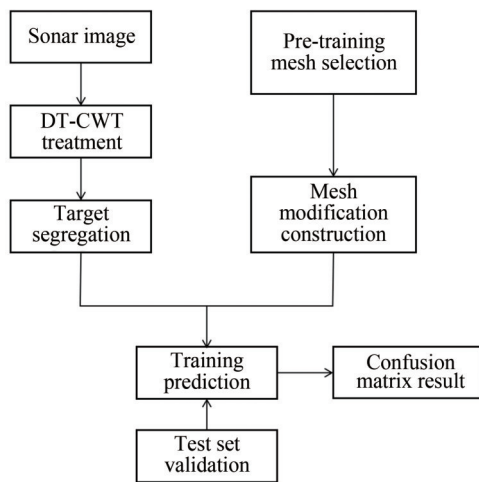 Sonar image
Pre-training
mesh selection
DT-CWT
treatment
Target
segregation
Mesh
modification
construction
Training
prediction
Confusion
matrix result
Test set
validation